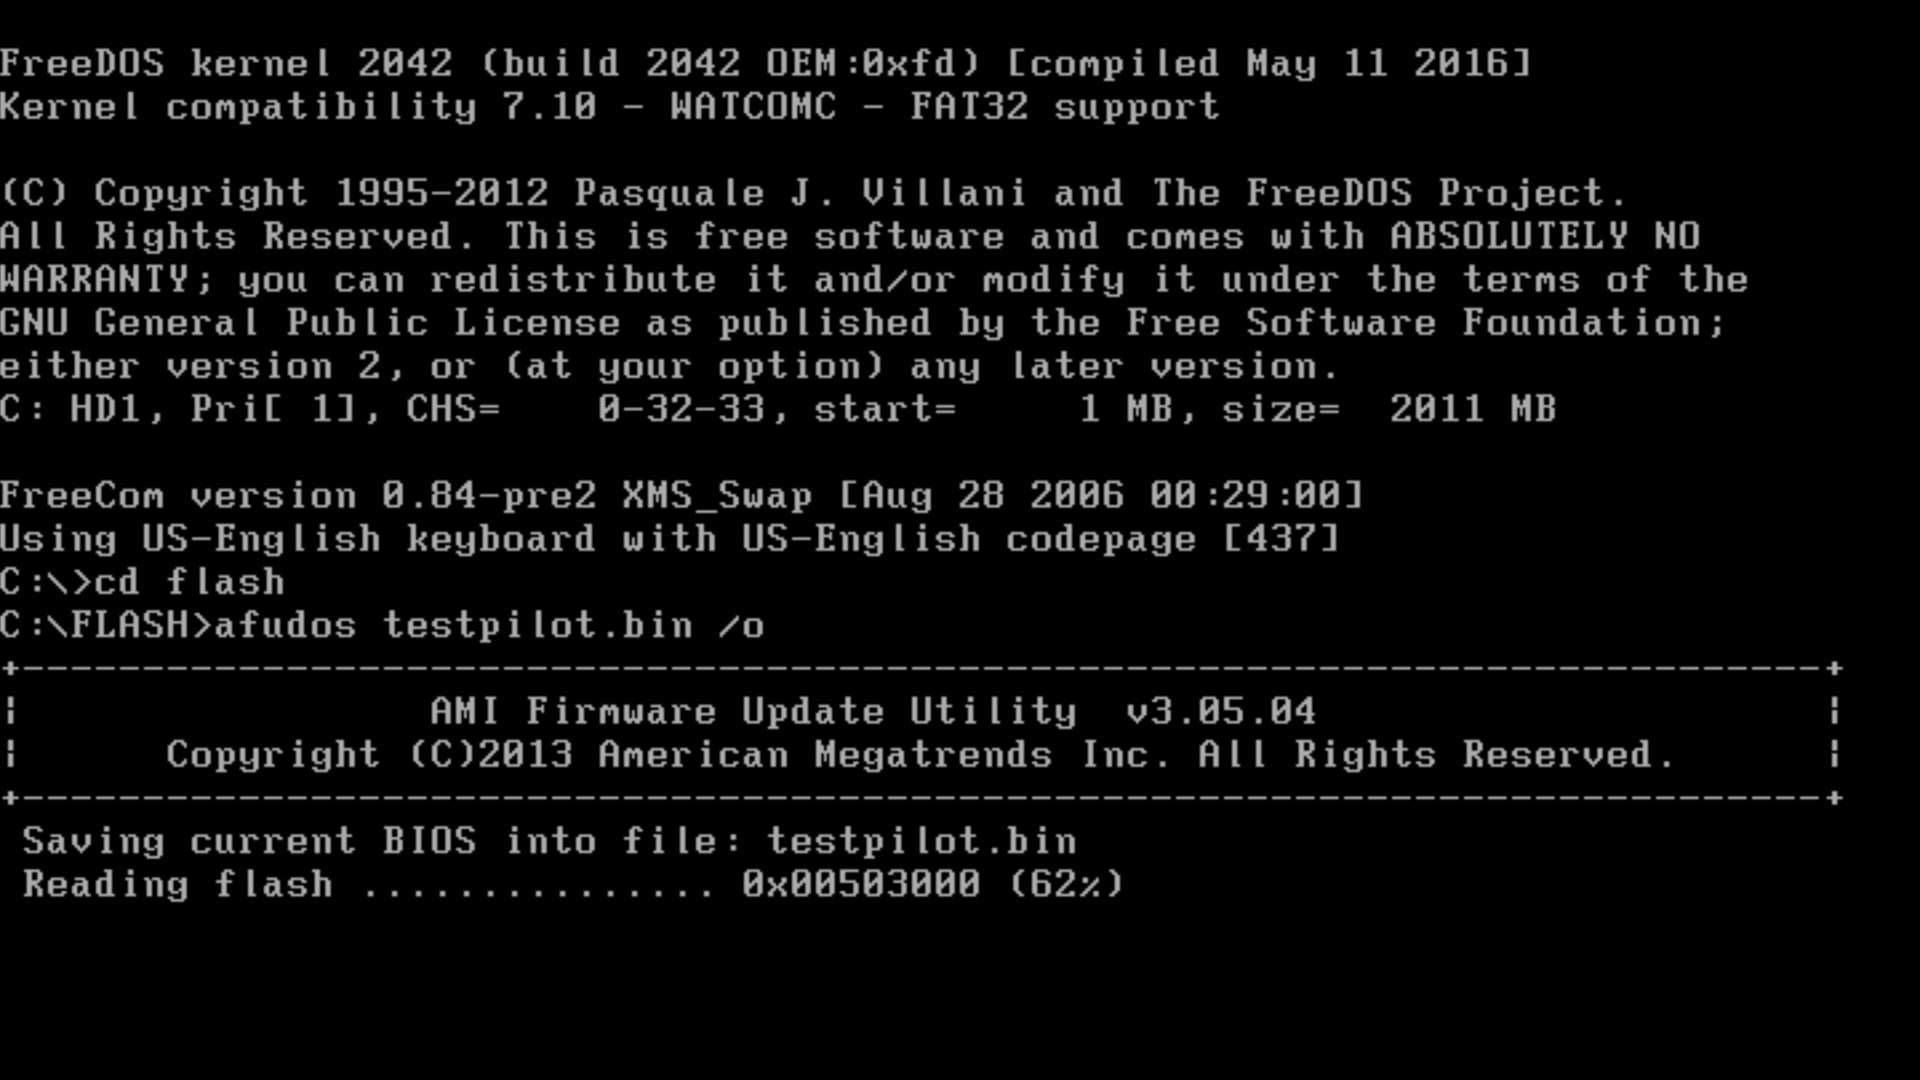 FreeDOS kernel 2042 (build 2042 OEM:0xfd) [compiled May 11 2016]
Kernel compatibility 7.10 - WATCOMC - FAT32 support
(C) Copyright 1995-2012 Pasquale J. Villani and The FreeDOS Project.
All Rights Reserved. This is free software and comes with ABSOLUTELY NO
WARRANTY; you can redistribute it and/or modify it under the terms of the
GNU General Public License as published by the Free Software Foundation;
either version 2, or (at your option) any later version.
C: HD1, Pri[ 1], CHS=    0-32-33, start=     1 MB, size=  2011 MB
FreeCom version 0.84-pre2 XMS_Swap [Aug 28 2006 00:29:00]
Using US-English keyboard with US-English codepage [437]
C:\>cd flash
C:\FLASH>afudos testpilot.bin /o
+---------------------------------------------------------------------------+
|                 AMI Firmware Update Utility  v3.05.04                     |
|      Copyright (C)2013 American Megatrends Inc. All Rights Reserved.      |
+---------------------------------------------------------------------------+
 Saving current BIOS into file: testpilot.bin
 Reading flash ............... 0x00503000 (62%)